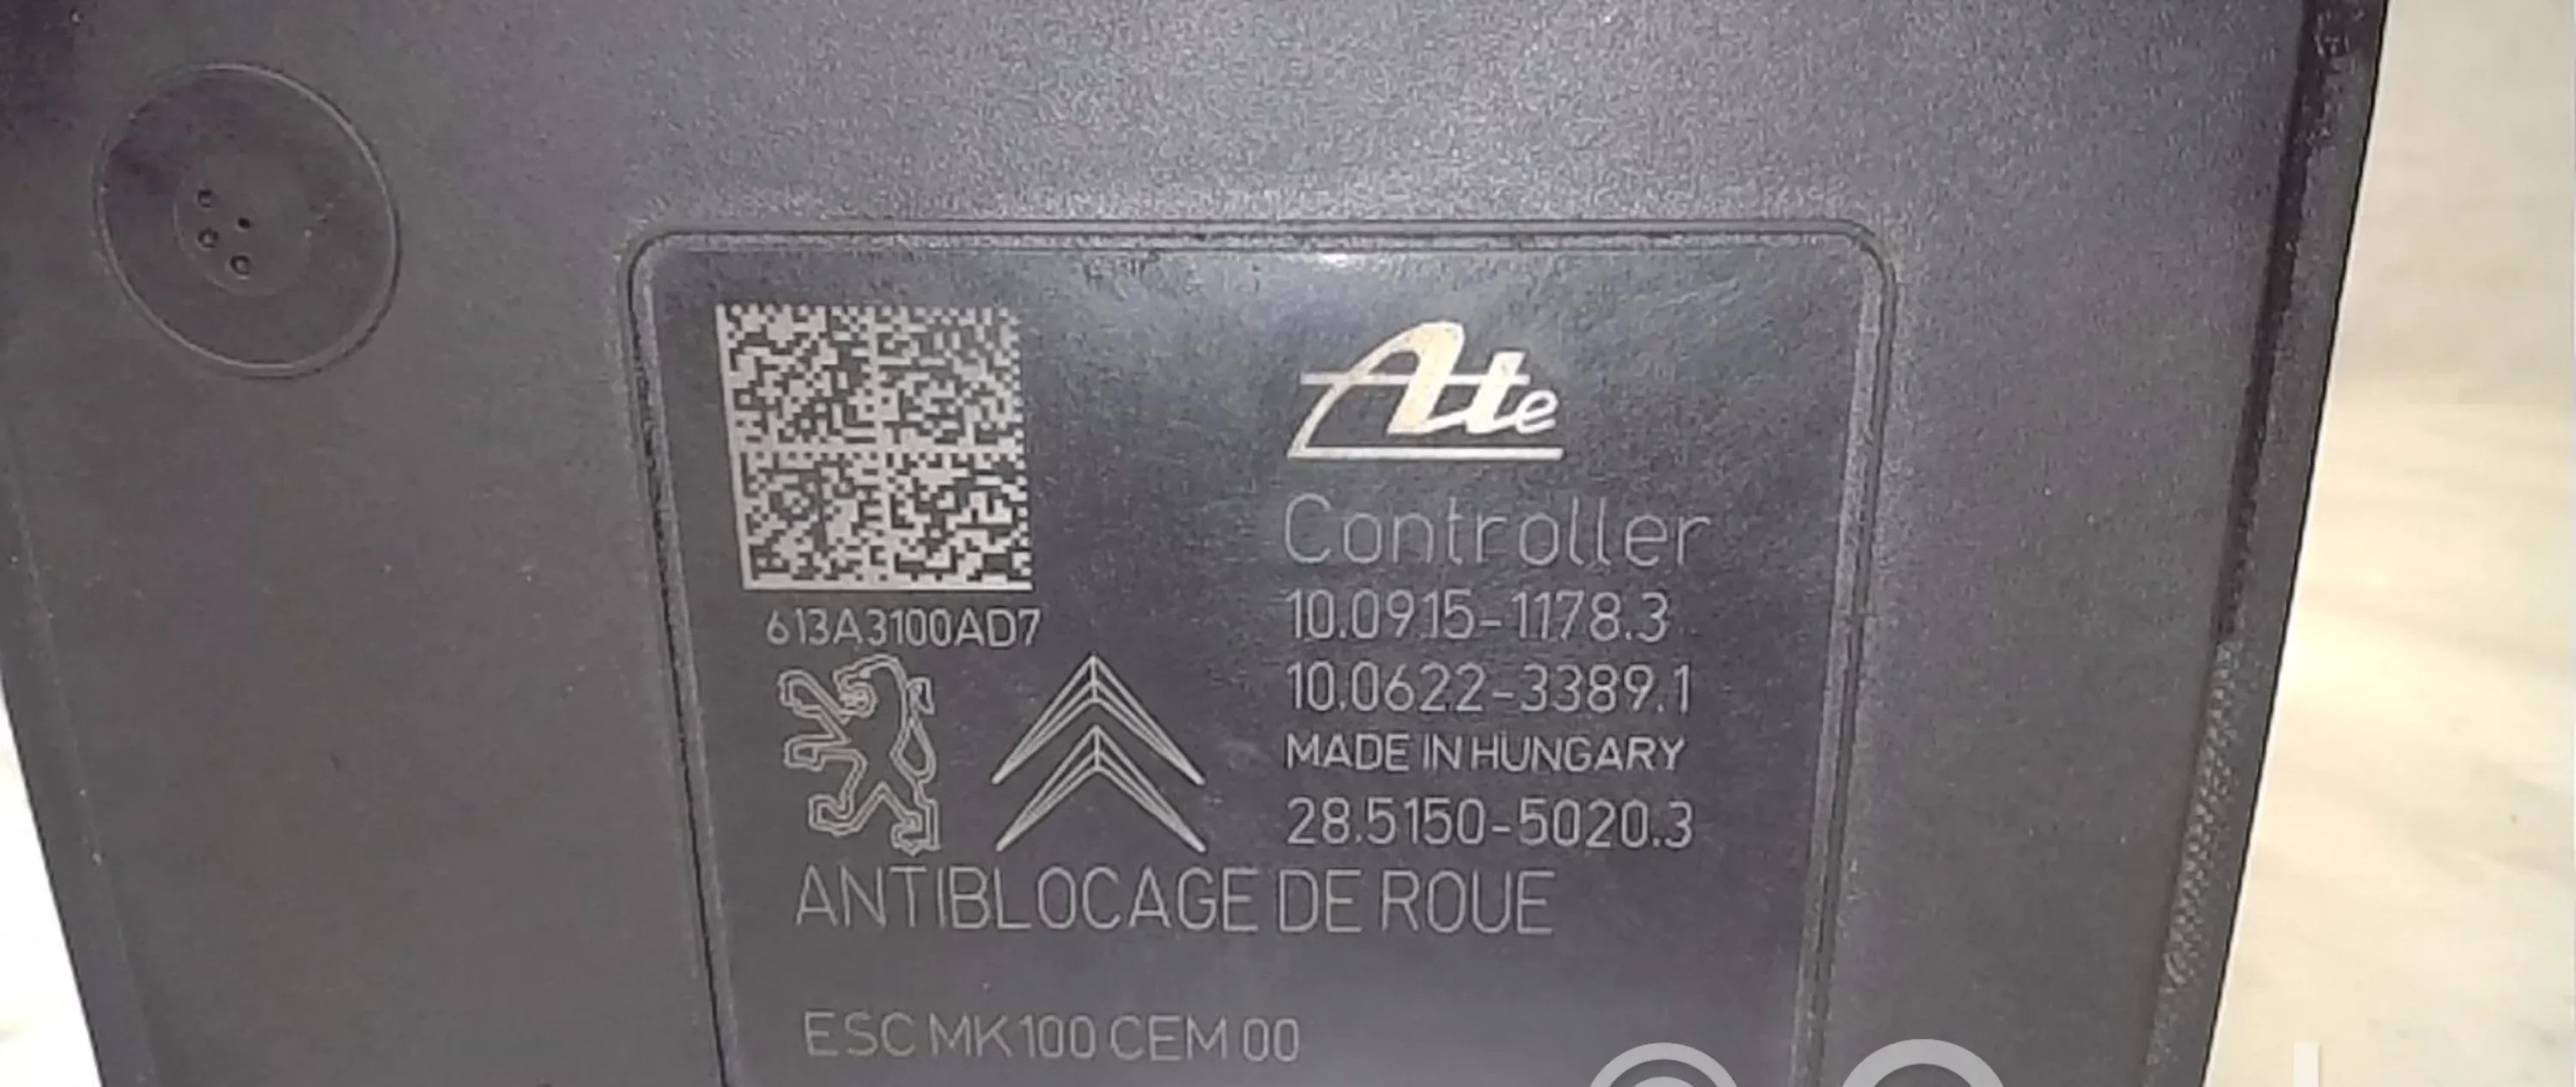 Ate
Controller
10.0915-1178.3
10.0622-3389.1
MADE IN HUNGARY
28.5150-5020.3
613A3100AD7
ANTIBLOCAGE DE ROUE
ESC MK100 CEM 00